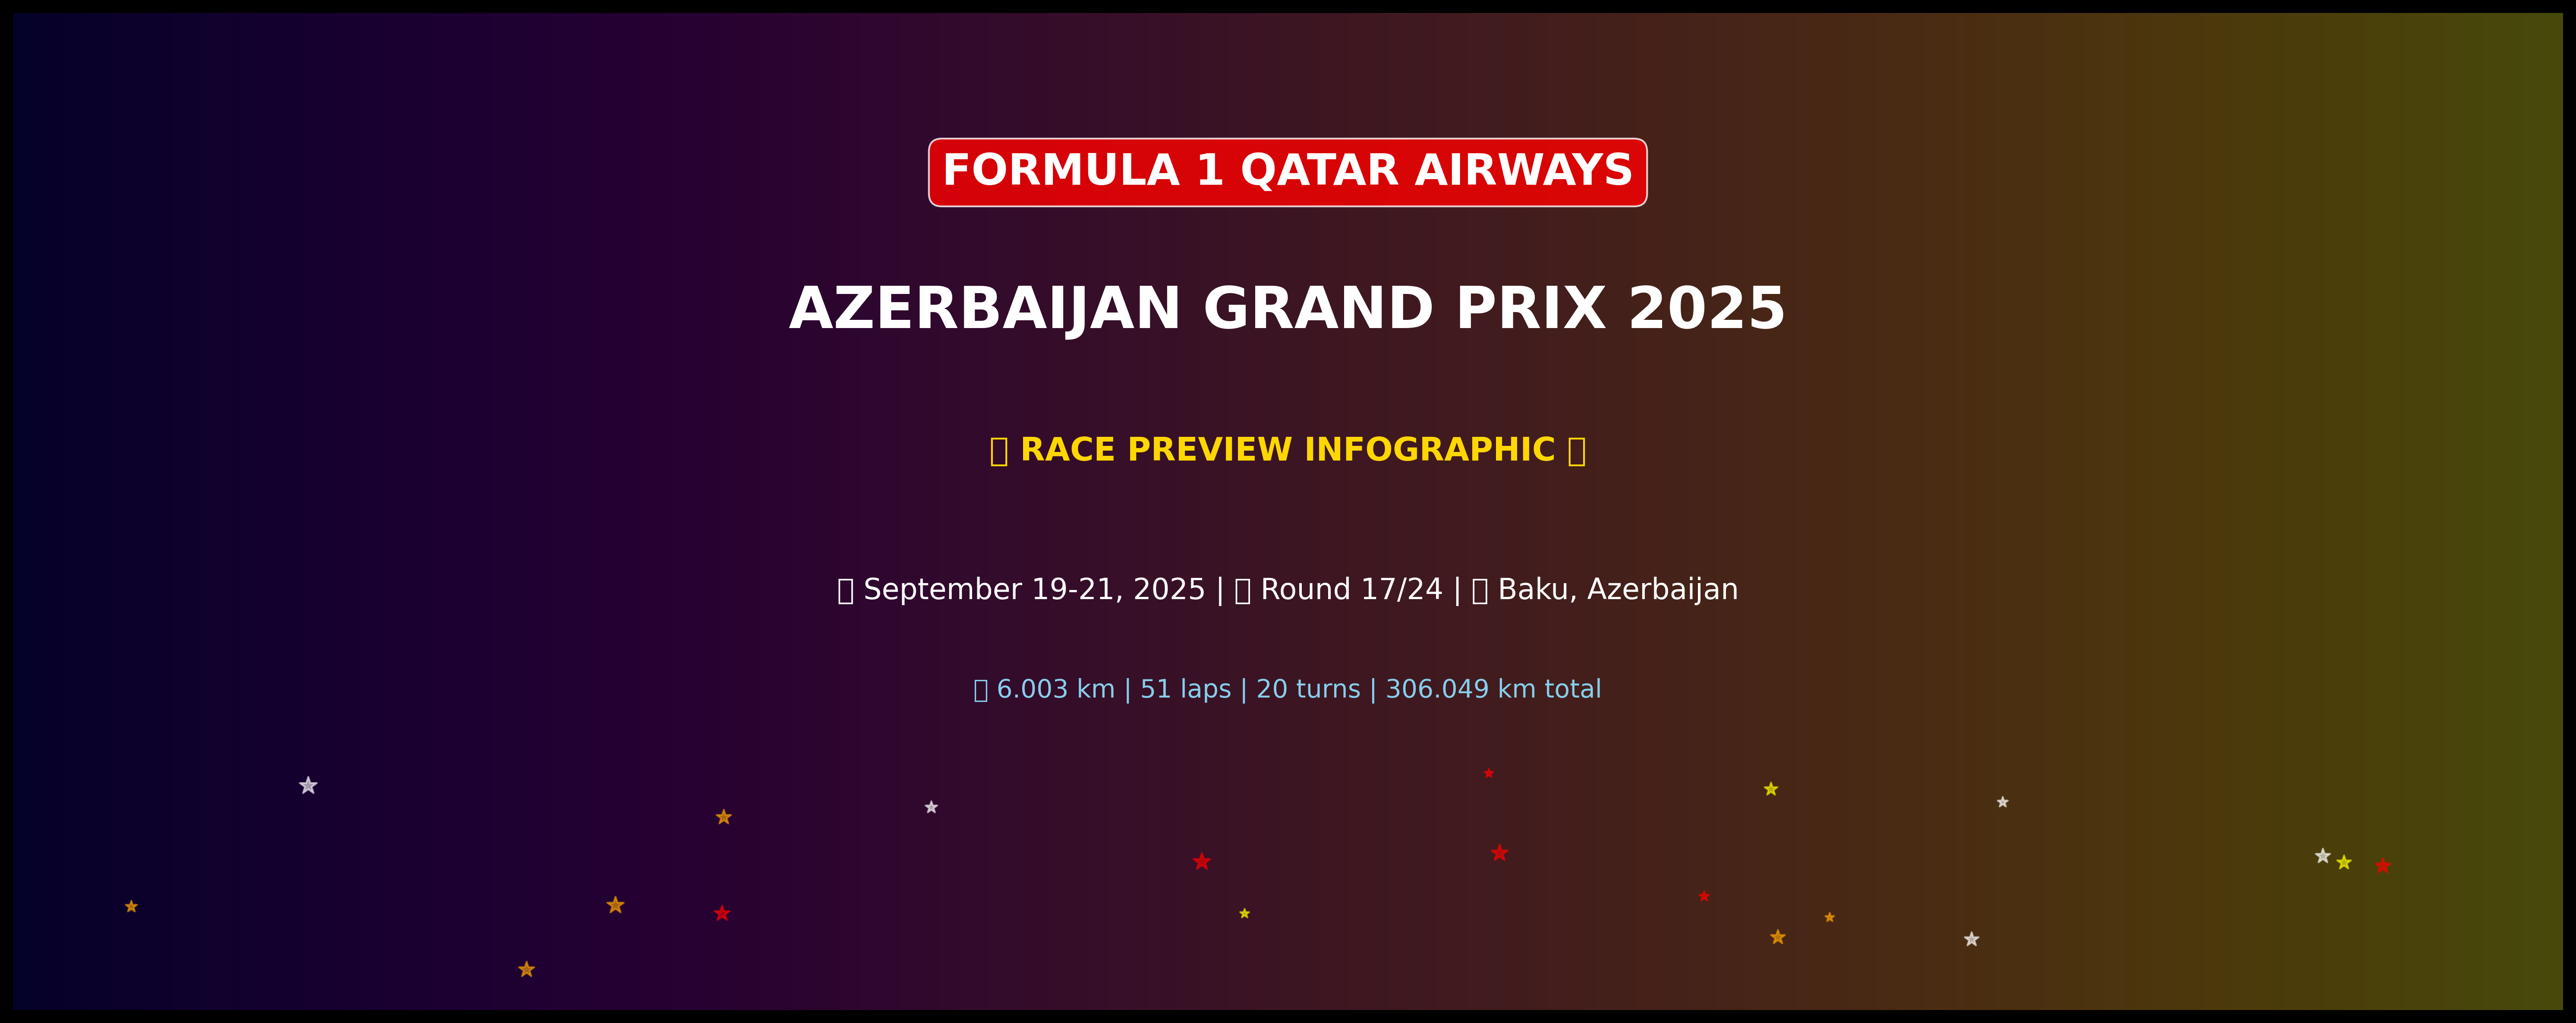 FORMULA 1 QATAR AIRWAYS
AZERBAIJAN GRAND PRIX 2025
RACE PREVIEW INFOGRAPHIC
September 19-21, 2025 | Round 17/24 | Baku, Azerbaijan
6.003 km | 51 laps | 20 turns | 306.049 km total